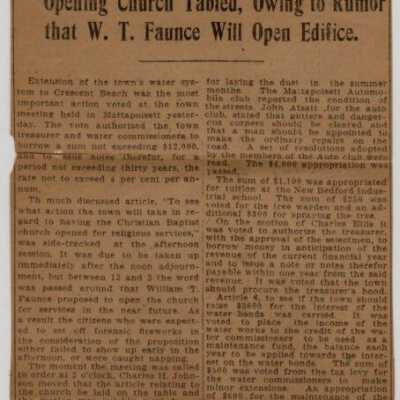 Opening Church Tabled, Owing to Rumor
that W. T. Faunce Will Open Edifice.
Extension of the town's water sys-
tem to Crescent Beach was the most
important action voted at the town
meeting held in Mattapoisett yester-
day. The vote authorized the town
treasurer and water commissioners to
borrow a sum not exceeding $12,000,
and to issue notes therefor, for a
period not exceeding thirty years, the
rate not to exceed 4 per cent per an-
num.
Th much discussed article, "To see
what action the town will take in re-
gard to having the Christian Baptist
church opened for religious services,"
was side-tracked at the afternoon
session. It was due to be taken up
immediately after the noon adjourn-
ment, but between 12 and 2 the word
was passed around that William T.
Faunce proposed to open the church
for services in the near future. As
a result the citizens who were expect-
ed to set off forensic fireworks in
the consideration of the proposition
either failed to show up early in the
afternoon, or were caught napping.
The moment the meeting was called
to order at 2 o'clock, Charles H. John-
son moved that the article relating to
the church be laid on the table and
for laying the dust in the summer
months. The Mattapoisett Automo-
bile club reported the condition of
the streets. John Atsatt, for the auto
club, stated that gutters and danger-
ous corners should be cleared and
that a man should be appointed to
make the ordinary repairs on the
road. A set of resolutions adopted
by the members of the Auto club were
read. The $4,000 appropriation was
passed.
The sum of $1,100 was appropriated
for tuition at the New Bedford indus-
trial school. The sum of $250 was
voted for the tree warden and an ad-
ditional $200 for spraying the tree.
On the motion of Charles Ellis it
was voted to authorize the treasurer,
with the approval of the selectmen, to
borrow money in anticipation of the
revenue of the current financial year
and to issue a note or notes therefor
payable within one year from the said
revenue. It was voted that the town
should procure the treasurer's bond.
Article 4, to see if the town should
raise $2600 for the interest of the
water bonds was carried. It was
voted to place the income of the
water works to the credit of the wa-
ter commissioners to be used as a
maintenance fund, the balance each
year to be applied towards the inter-
est on the water bonds. The sum of
$500 was voted from the tax levy for
the water commissioners to make
minor extensions. An appropriation
of $600, for the maintenance of the